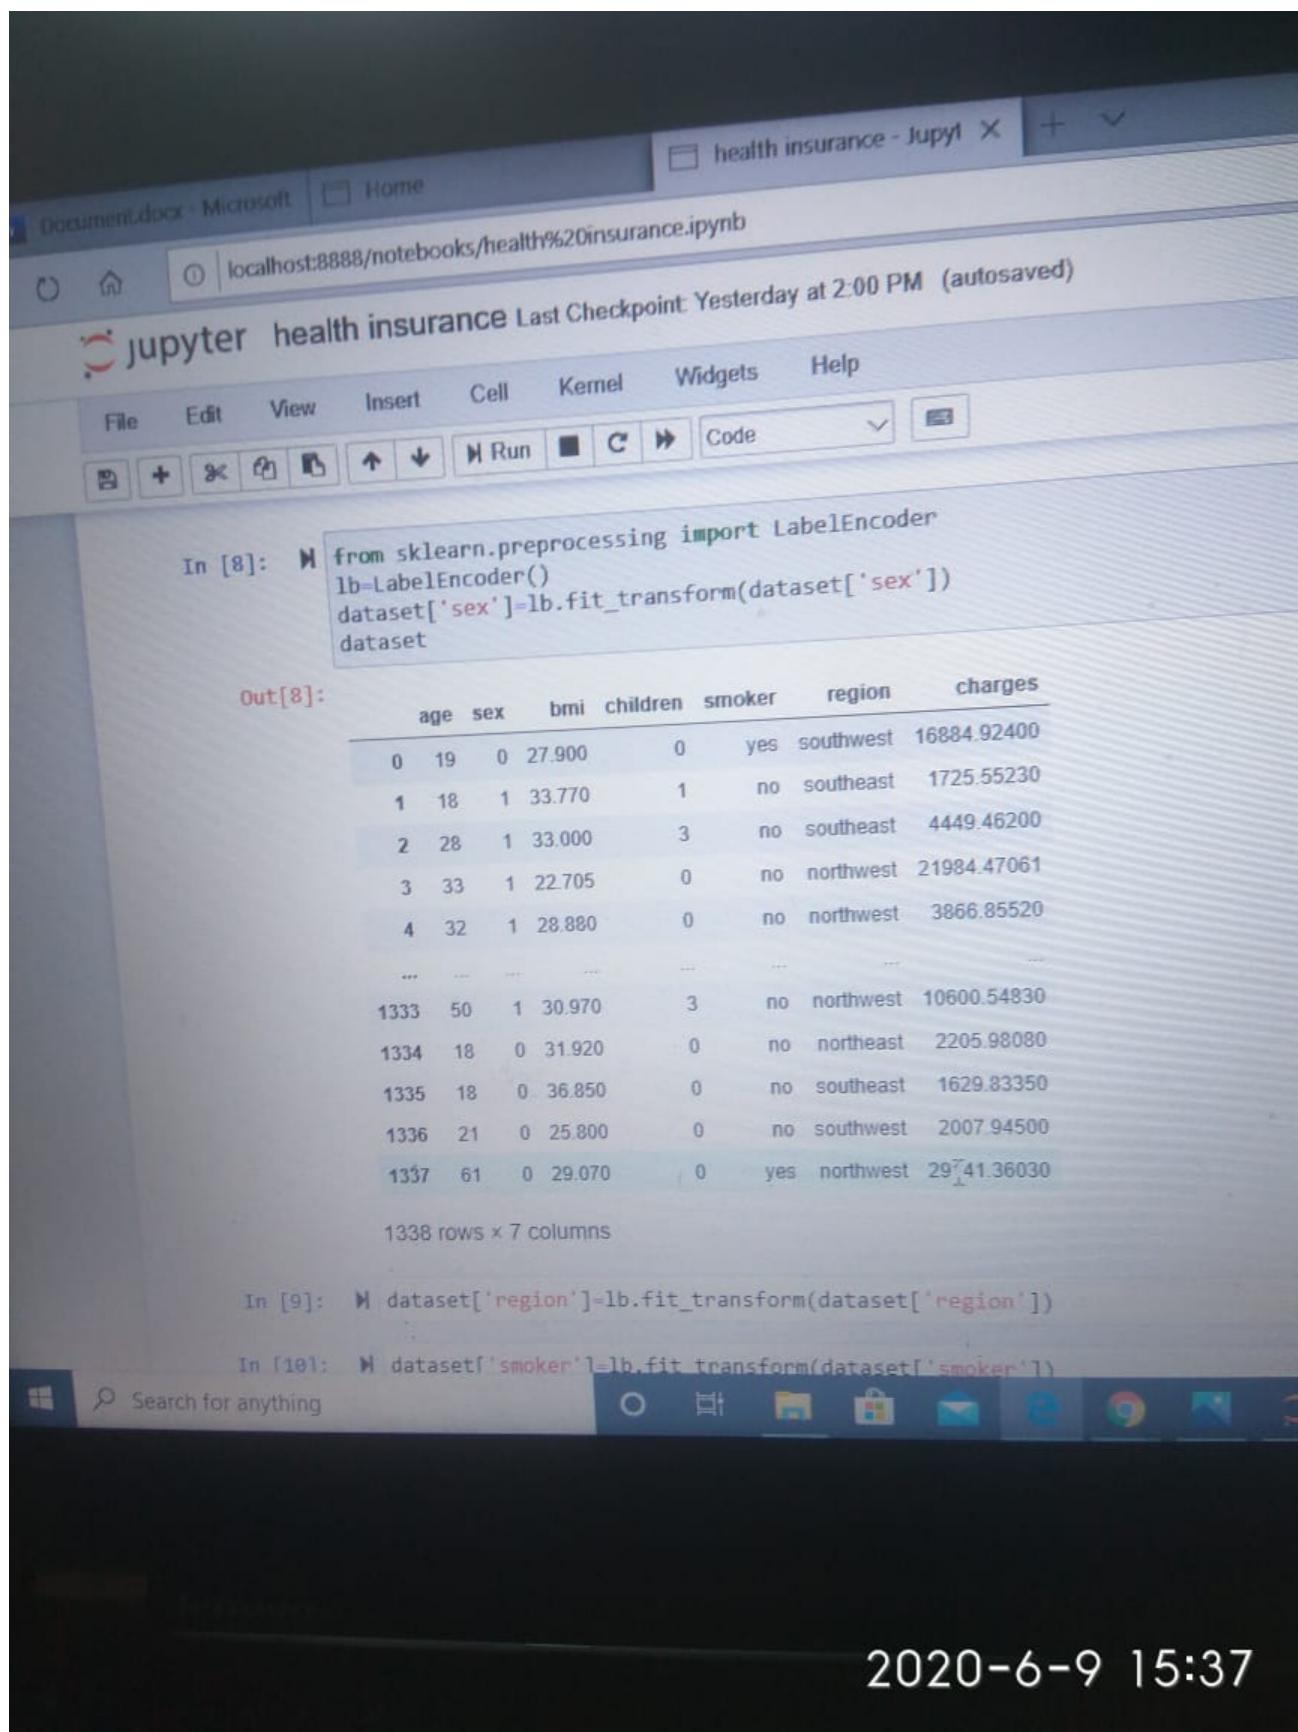 Document.docx - Microsoft
Home
health insurance - Jupyt
localhost:8888/notebooks/health%20insurance.ipynb
jupyter health insurance Last Checkpoint: Yesterday at 2:00 PM (autosaved)
File Edit View Insert Cell Kernel Widgets Help
Run Code
In [8]: from sklearn.preprocessing import LabelEncoder
lb=LabelEncoder()
dataset['sex']=lb.fit_transform(dataset['sex'])
dataset
Out[8]:
age sex bmi children smoker region charges
0 19 0 27.900 0 yes southwest 16884.92400
1 18 1 33.770 1 no southeast 1725.55230
2 28 1 33.000 3 no southeast 4449.46200
3 33 1 22.705 0 no northwest 21984.47061
4 32 1 28.880 0 no northwest 3866.85520
... ... ... ... ... ... ... ...
1333 50 1 30.970 3 no northwest 10600.54830
1334 18 0 31.920 0 no northeast 2205.98080
1335 18 0 36.850 0 no southeast 1629.83350
1336 21 0 25.800 0 no southwest 2007.94500
1337 61 0 29.070 0 yes northwest 29141.36030
1338 rows × 7 columns
In [9]: dataset['region']=lb.fit_transform(dataset['region'])
In [10]: dataset['smoker']=lb.fit_transform(dataset['smoker'])
Search for anything
2020-6-9 15:37